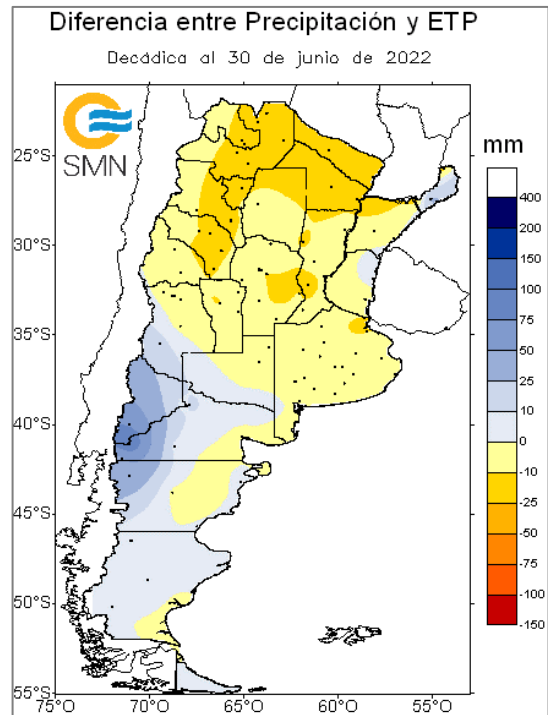 Diferencia entre Precipitación y ETP
Decádica al 30 de junio de 2022
SMN
mm
400
200
150
100
75
50
25
10
0
-10
-25
-50
-75
-100
-150
25°S
30°S
35°S
40°S
45°S
50°S
55°S
75°O
70°O
65°O
60°O
55°O